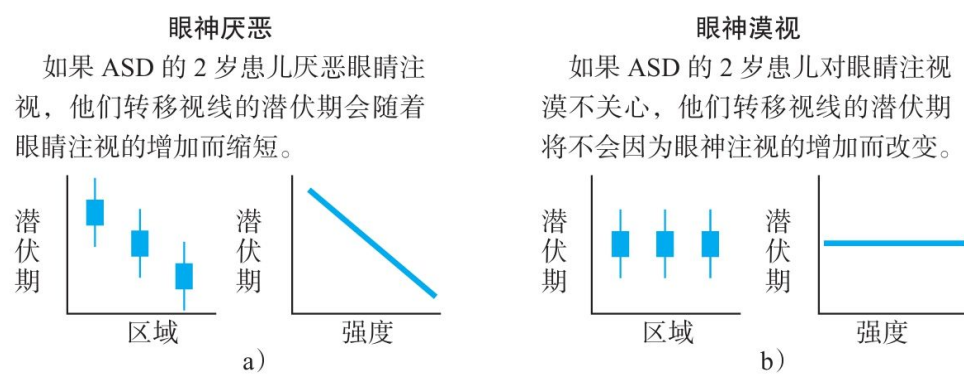 眼神厌恶
如果 ASD 的 2 岁患儿厌恶眼睛注
视，他们转移视线的潜伏期会随着
眼睛注视的增加而缩短。
潜伏期
区域
潜伏期
强度
a）
眼神漠视
如果 ASD 的 2 岁患儿对眼睛注视
漠不关心，他们转移视线的潜伏期
将不会因为眼神注视的增加而改变。
潜伏期
区域
潜伏期
强度
b）